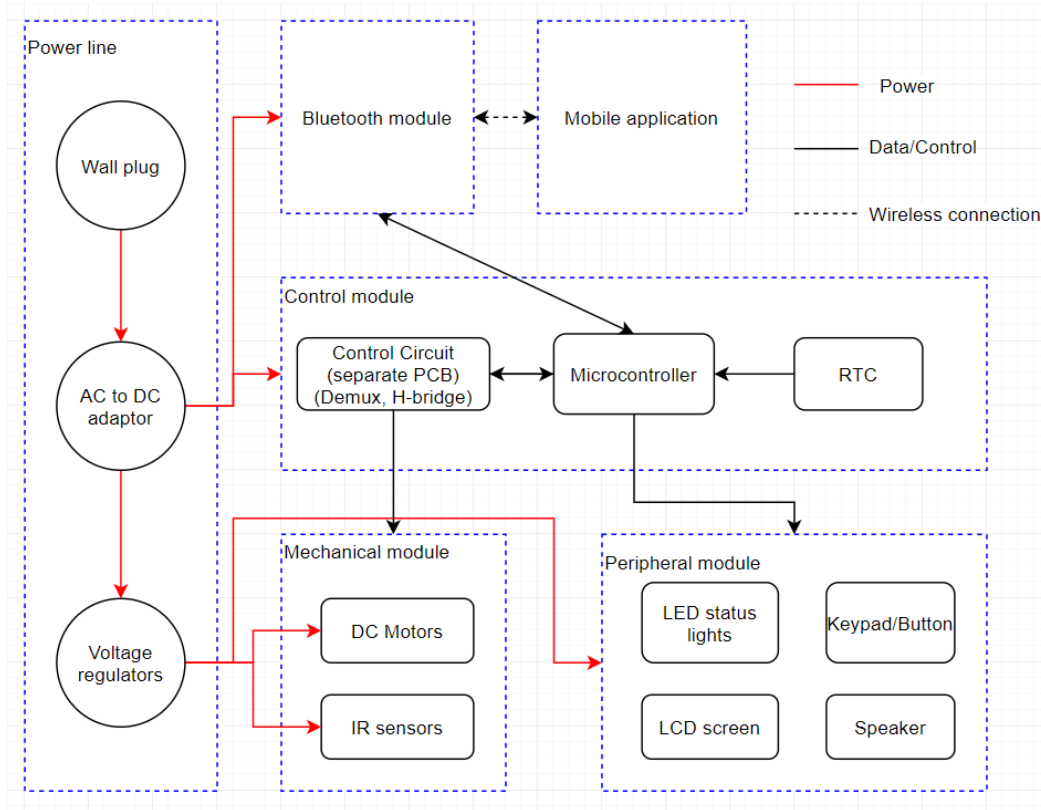 Power line
Wall plug
AC to DC
adaptor
Voltage
regulators
Bluetooth module
Mobile application
Power
Data/Control
Wireless connection
Control module
Control Circuit
(separate PCB)
(Demux, H-bridge)
Microcontroller
RTC
Mechanical module
DC Motors
IR sensors
Peripheral module
LED status
lights
Keypad/Button
LCD screen
Speaker